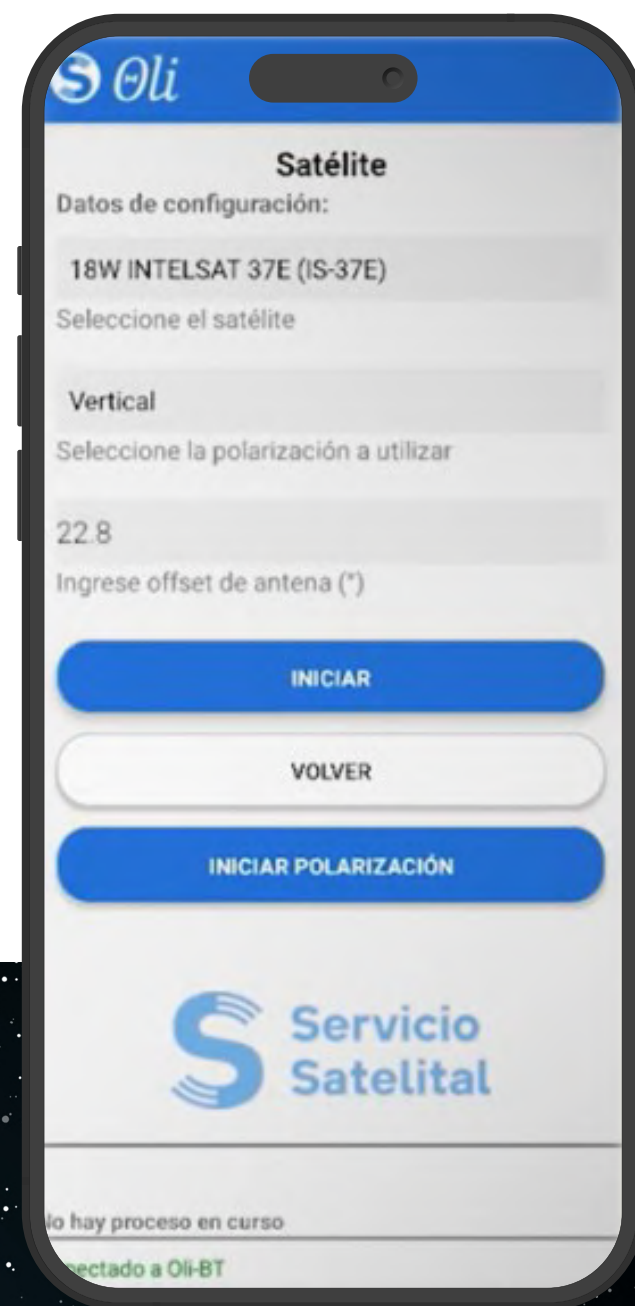 S Oli
Satélite
Datos de configuración:
18W INTELSAT 37E (IS-37E)
Seleccione el satélite
Vertical
Seleccione la polarización a utilizar
22.8
Ingrese offset de antena (°)
INICIAR
VOLVER
INICIAR POLARIZACIÓN
Servicio
Satelital
hay proceso en curso
a Oli-BT